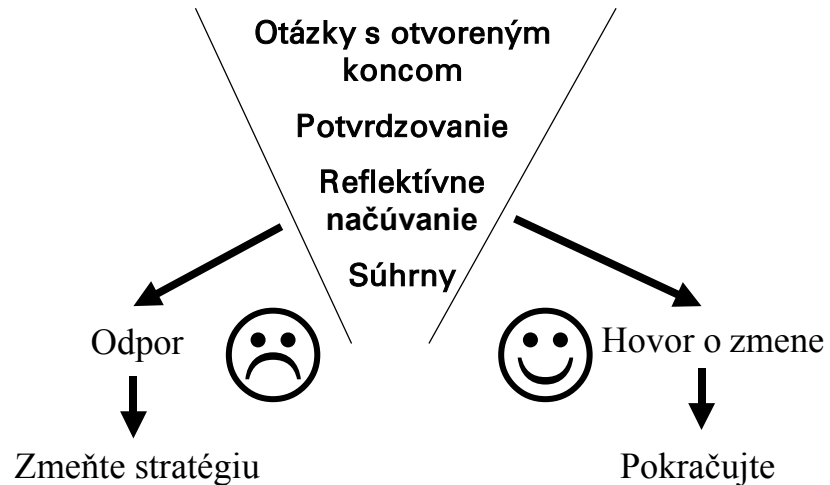 Otázky s otvoreným
koncom
Potvrdzovanie
Reflektívne
načúvanie
Súhrny
Odpor
Hovor o zmene
Zmeňte stratégiu
Pokračujte